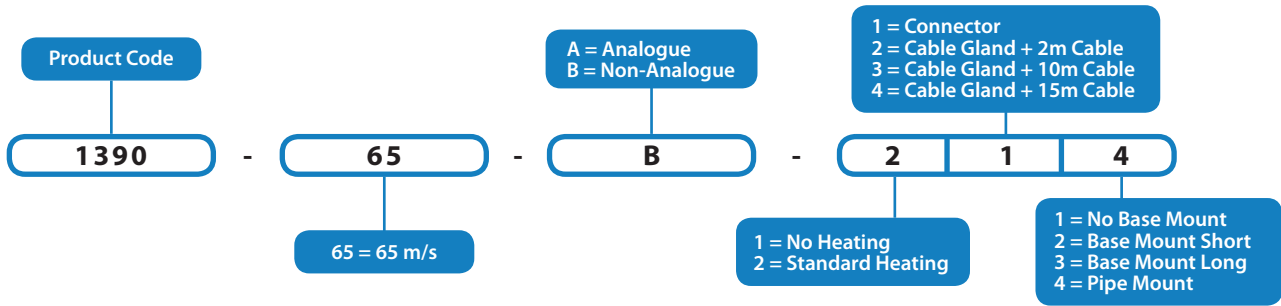 Product Code
A = Analogue
B = Non-Analogue
1 = Connector
2 = Cable Gland + 2m Cable
3 = Cable Gland + 10m Cable
4 = Cable Gland + 15m Cable
1390 - 65 - B - 2 1 4
65 = 65 m/s
1 = No Heating
2 = Standard Heating
1 = No Base Mount
2 = Base Mount Short
3 = Base Mount Long
4 = Pipe Mount